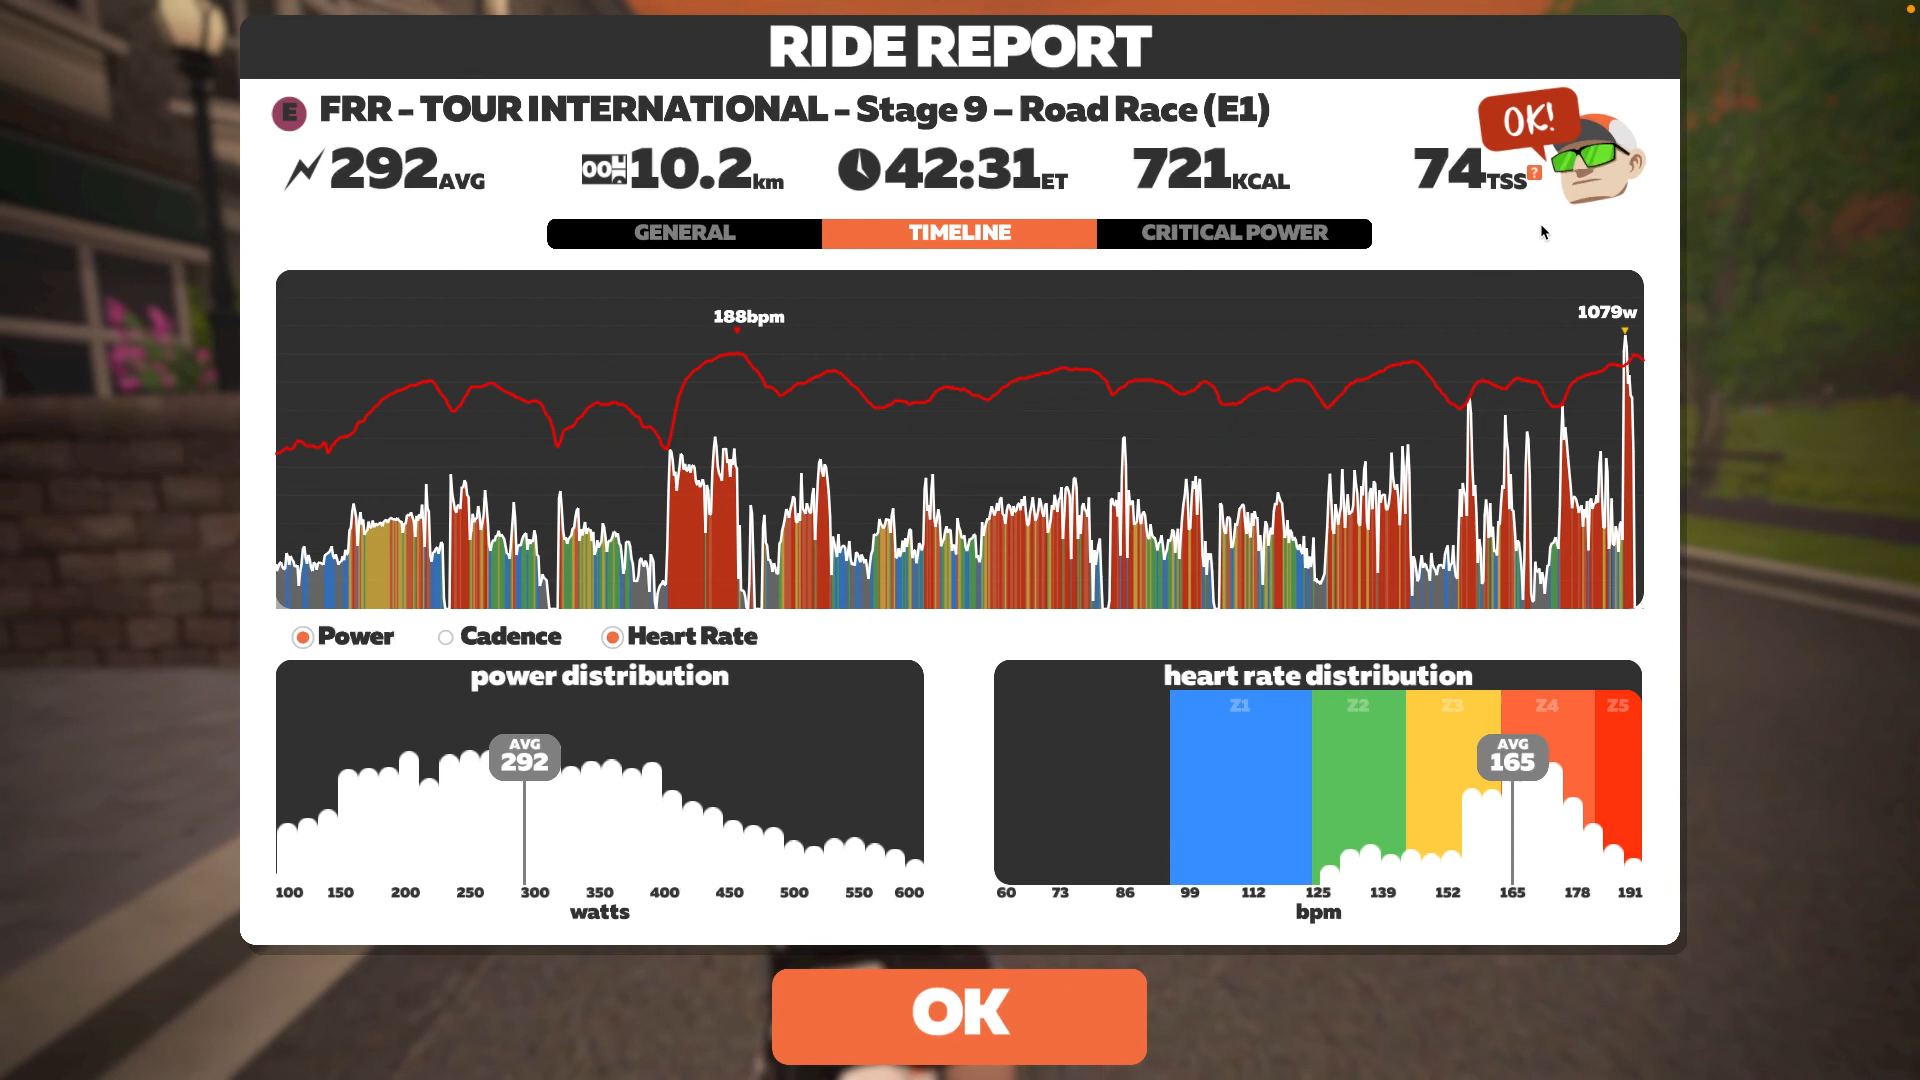 RIDE REPORT
E FRR - TOUR INTERNATIONAL - Stage 9 - Road Race (E1)
OK!
292AVG 10.2km 42:31ET 721KCAL 74TSS?
GENERAL TIMELINE CRITICAL POWER
188bpm 1079w
Power Cadence Heart Rate
power distribution
AVG
292
100 150 200 250 300 350 400 450 500 550 600
watts
heart rate distribution
Z1 Z2 Z3 Z4 Z5
AVG
165
60 73 86 99 112 125 139 152 165 178 191
bpm
OK